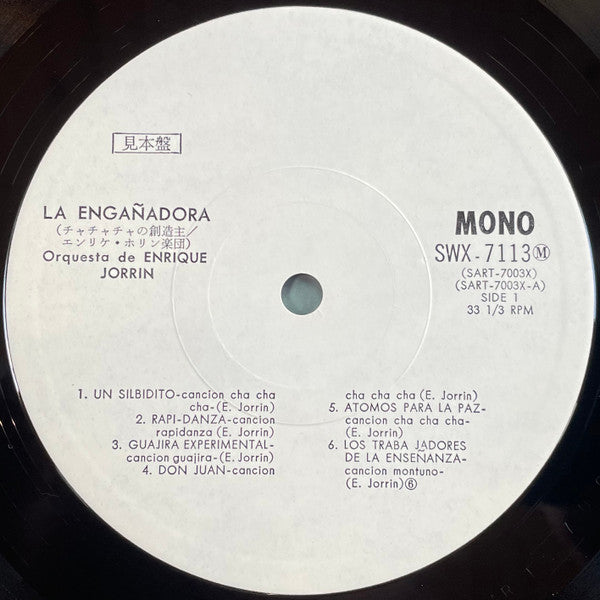 見本盤
LA ENGAÑADORA
(チャチャチャの創造主/
エンリケ・ホリン楽団)
Orquesta de ENRIQUE
JORRIN
MONO
SWX-7113Ⓜ
(SART-7003X)
(SART-7003X-A)
SIDE 1
33 1/3 RPM
1. UN SILBIDITO-cancion cha cha
cha-(E. Jorrin)
2. RAPI-DANZA-cancion
rapidanza (E. Jorrin)
3. GUAJIRA EXPERIMENTAL-
cancion guajira-(E. Jorrin)
4. DON JUAN-cancion
cha cha cha (E. Jorrin)
5. ATOMOS PARA LA PAZ-
cancion cha cha cha-
(E. Jorrin)
6. LOS TRABA JADORES
DE LA ENSEÑANZA-
cancion montuno-
(E. Jorrin)⑥